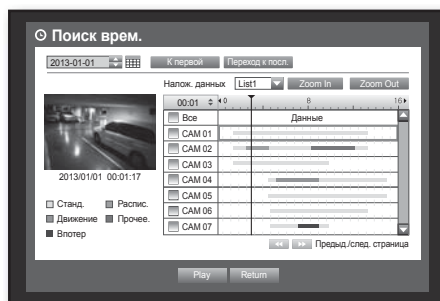 Поиск врем.
2013-01-01 К первой Переход к посл.
Налож. данных List1 Zoom In Zoom Out
00:01 0 8 16
Все Данные
CAM 01
CAM 02
CAM 03
CAM 04
CAM 05
CAM 06
CAM 07
2013/01/01 00:01:17
Станд. Распис.
Движение Прочее.
Впотер
Предыд./след. страница
Play Return